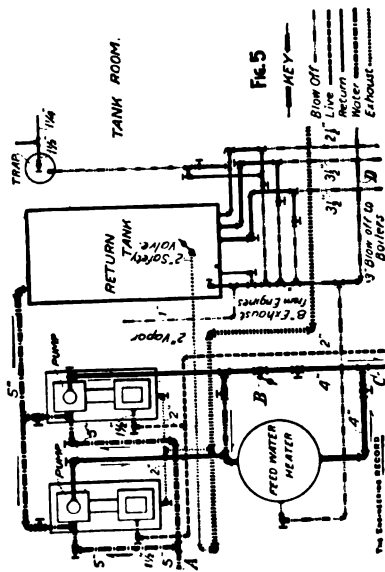 TANK ROOM.
FIG. 5
KEY
Blow Off
Live
Return
Water
Exhaust
TRAP
1½"
1¼"
RETURN
TANK
2" Safety
Valve.
2½"
3½"
3½"
D
3" Blow off to
Boilers
8" Exhaust
from Engines
1"
2" Vapor
2"
5"
PUMP
PUMP
5"
1½"
2"
2"
5"
1½"
5"
A
B
4"
4"
C
FEED WATER
HEATER
THE ENGINEERING RECORD